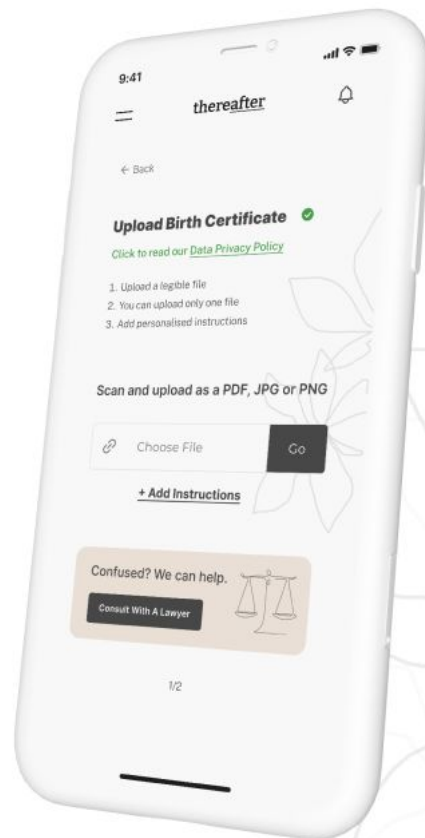 9:41
thereafter
← Back
Upload Birth Certificate
Click to read our Data Privacy Policy
1. Upload a legible file
2. You can upload only one file
3. Add personalised instructions
Scan and upload as a PDF, JPG or PNG
Choose File Go
+ Add Instructions
Confused? We can help.
Consult With A Lawyer
1/2